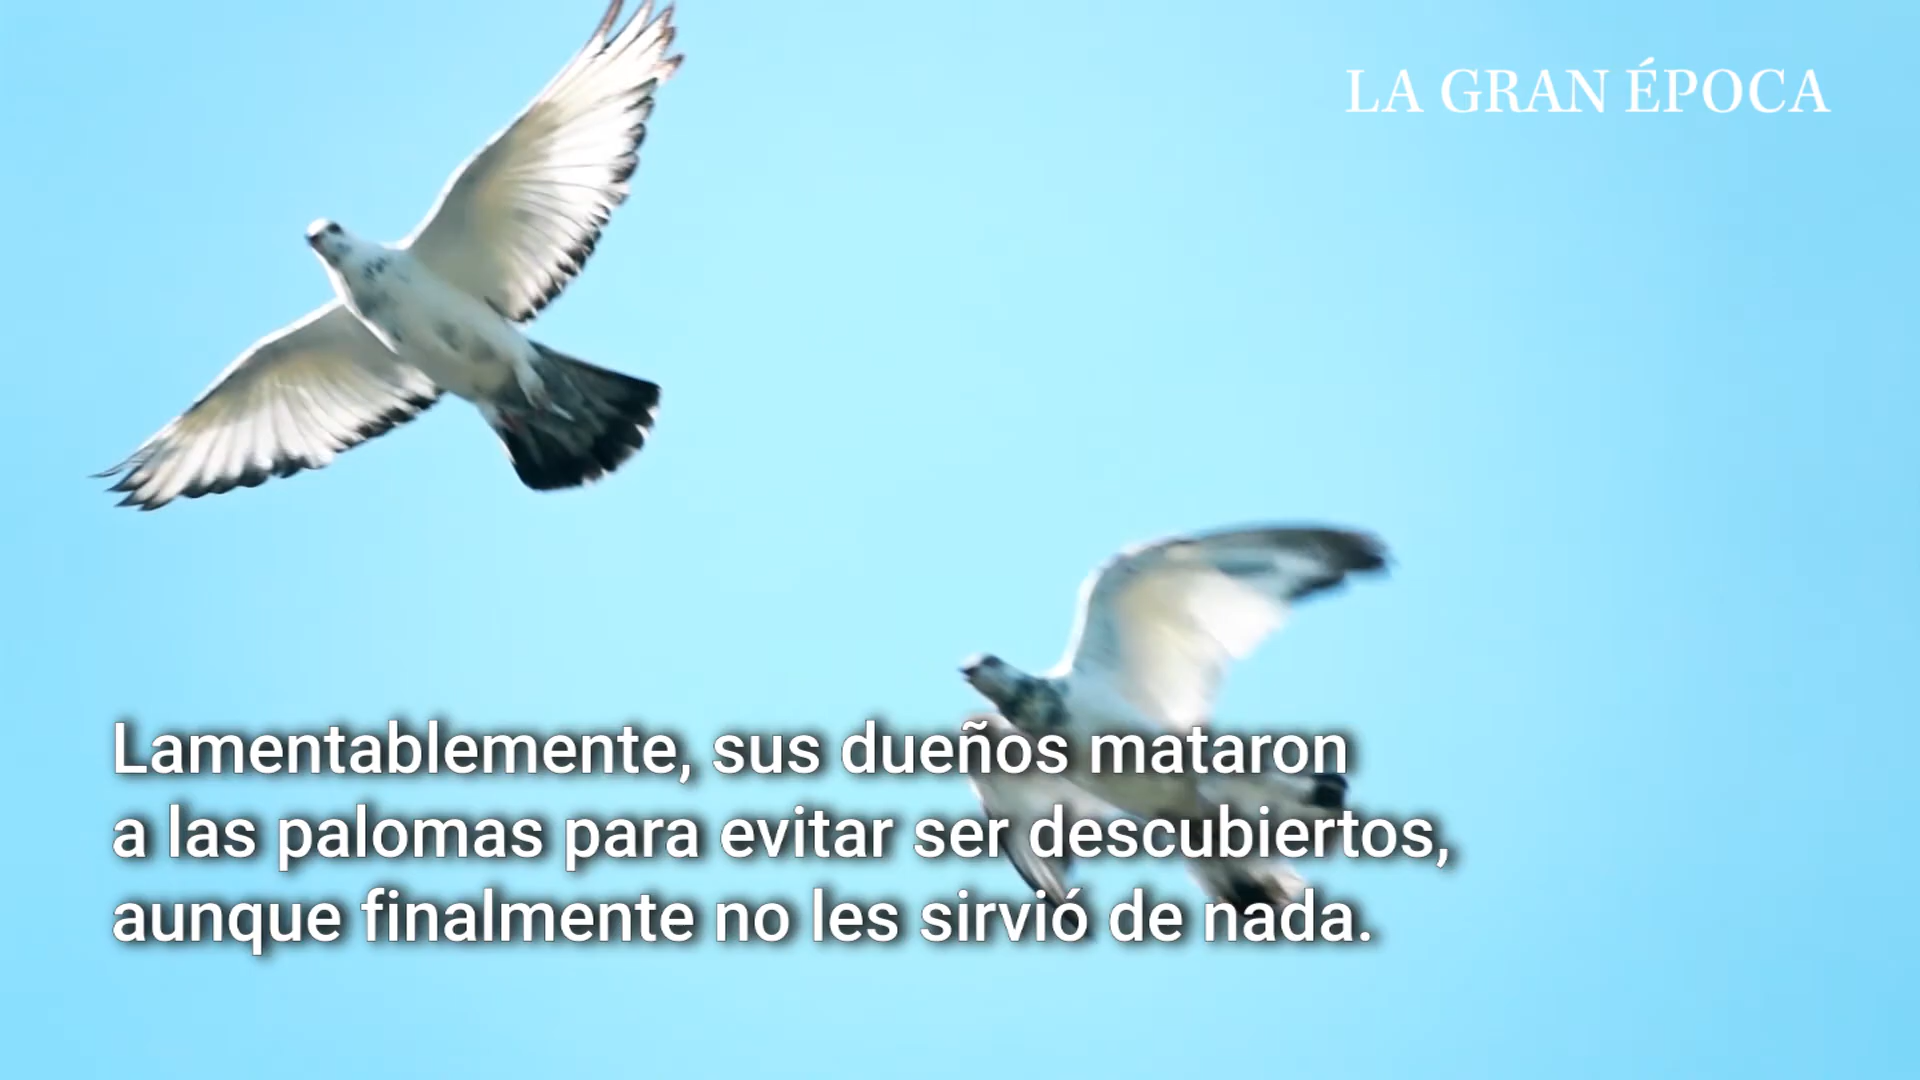 LA GRAN ÉPOCA
Lamentablemente, sus dueños mataron
a las palomas para evitar ser descubiertos,
aunque finalmente no les sirvió de nada.